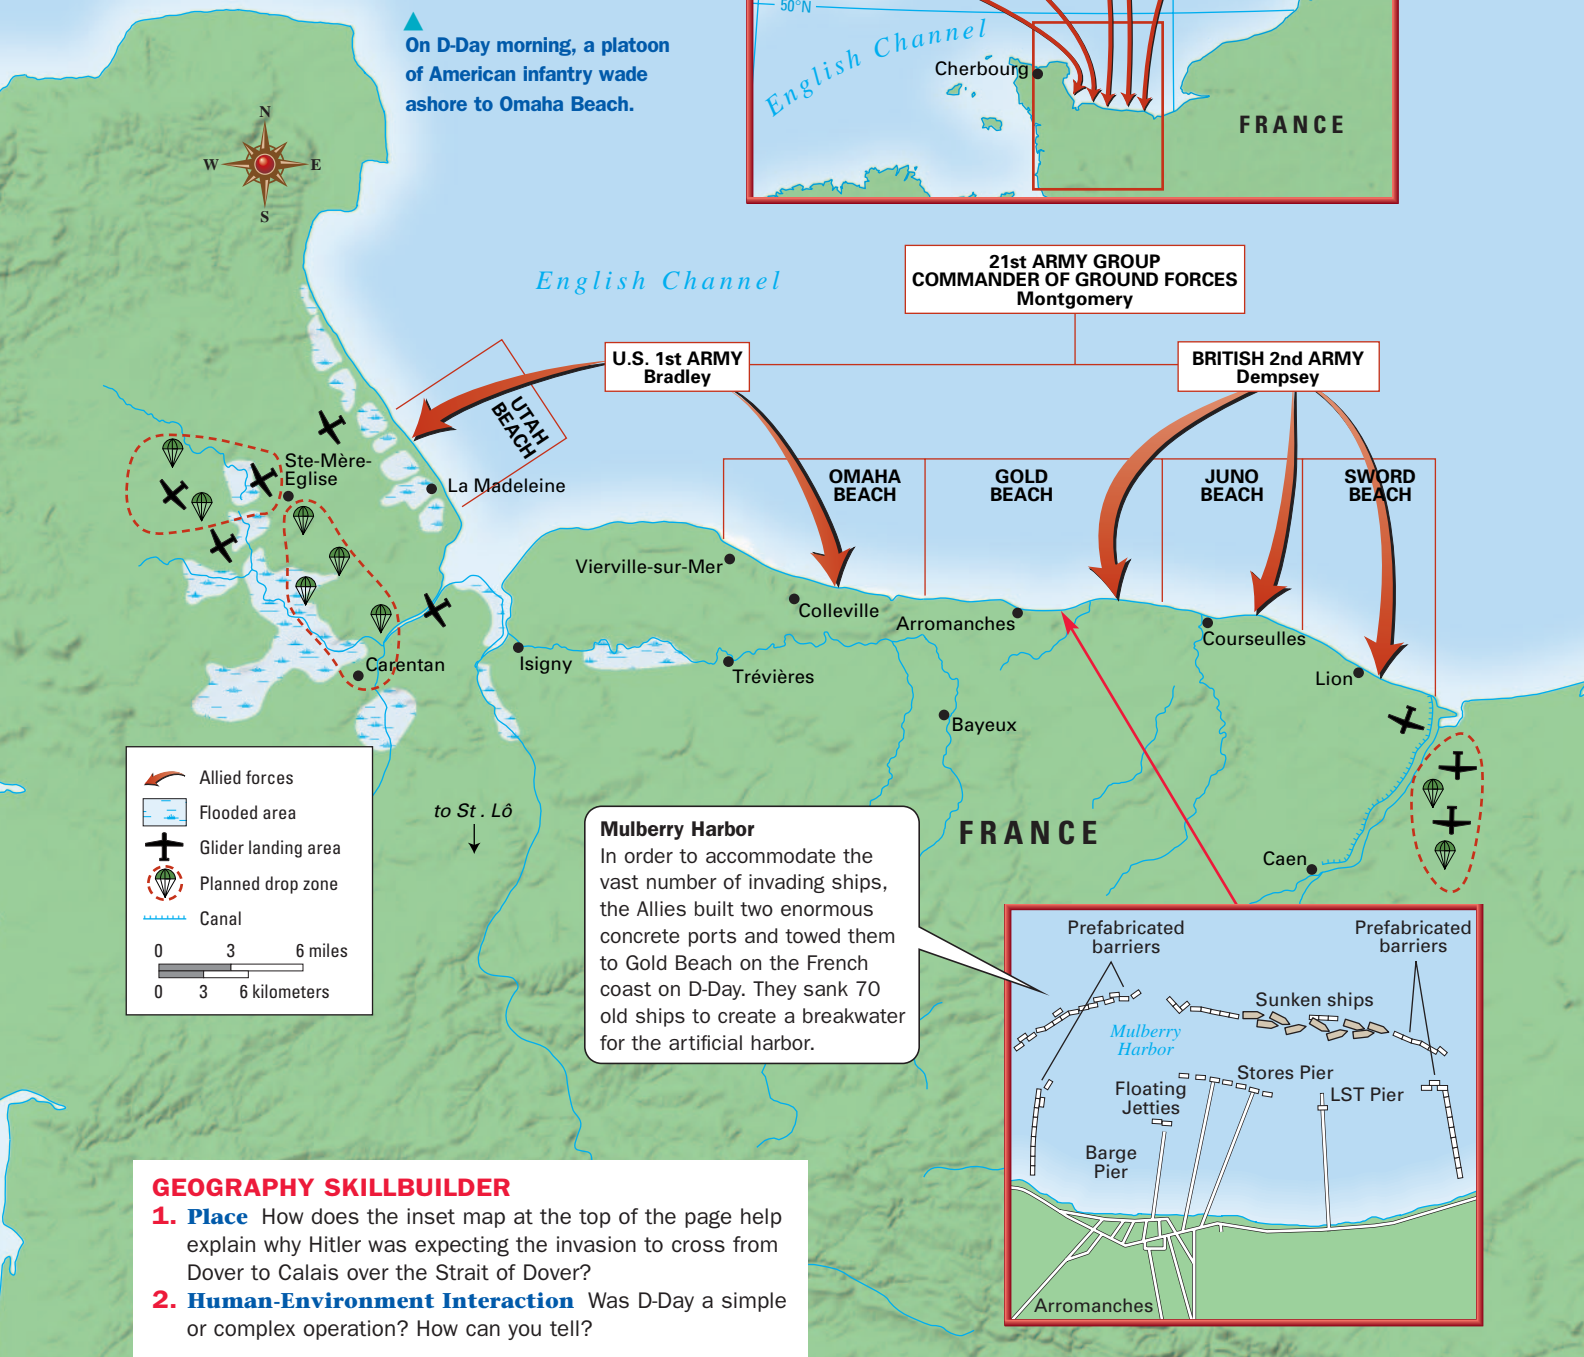 On D-Day morning, a platoon
of American infantry wade
ashore to Omaha Beach.
50°N
English Channel
Cherbourg
FRANCE
N
W
E
S
English Channel
21st ARMY GROUP
COMMANDER OF GROUND FORCES
Montgomery
U.S. 1st ARMY
Bradley
BRITISH 2nd ARMY
Dempsey
UTAH
BEACH
OMAHA
BEACH
GOLD
BEACH
JUNO
BEACH
SWORD
BEACH
Ste-Mère-
Eglise
La Madeleine
Vierville-sur-Mer
Colleville
Arromanches
Courseulles
Lion
Isigny
Trévières
Carentan
Bayeux
Caen
FRANCE
to St . Lô
Allied forces
Flooded area
Glider landing area
Planned drop zone
Canal
0 3 6 miles
0 3 6 kilometers
Mulberry Harbor
In order to accommodate the
vast number of invading ships,
the Allies built two enormous
concrete ports and towed them
to Gold Beach on the French
coast on D-Day. They sank 70
old ships to create a breakwater
for the artificial harbor.
Prefabricated
barriers
Prefabricated
barriers
Sunken ships
Mulberry
Harbor
Stores Pier
Floating
Jetties
LST Pier
Barge
Pier
Arromanches
GEOGRAPHY SKILLBUILDER
1. Place How does the inset map at the top of the page help
explain why Hitler was expecting the invasion to cross from
Dover to Calais over the Strait of Dover?
2. Human-Environment Interaction Was D-Day a simple
or complex operation? How can you tell?